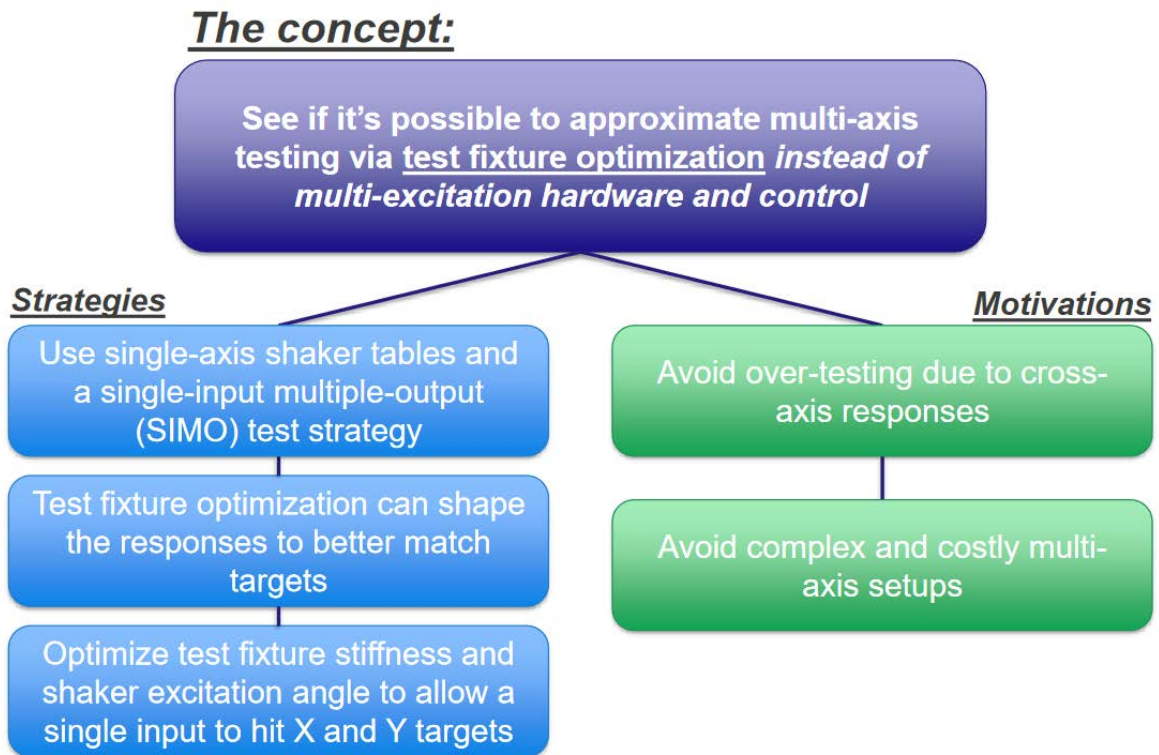 The concept:
See if it’s possible to approximate multi-axis
testing via test fixture optimization instead of
multi-excitation hardware and control
Strategies
Use single-axis shaker tables and
a single-input multiple-output
(SIMO) test strategy
Test fixture optimization can shape
the responses to better match
targets
Optimize test fixture stiffness and
shaker excitation angle to allow a
single input to hit X and Y targets
Motivations
Avoid over-testing due to cross-
axis responses
Avoid complex and costly multi-
axis setups